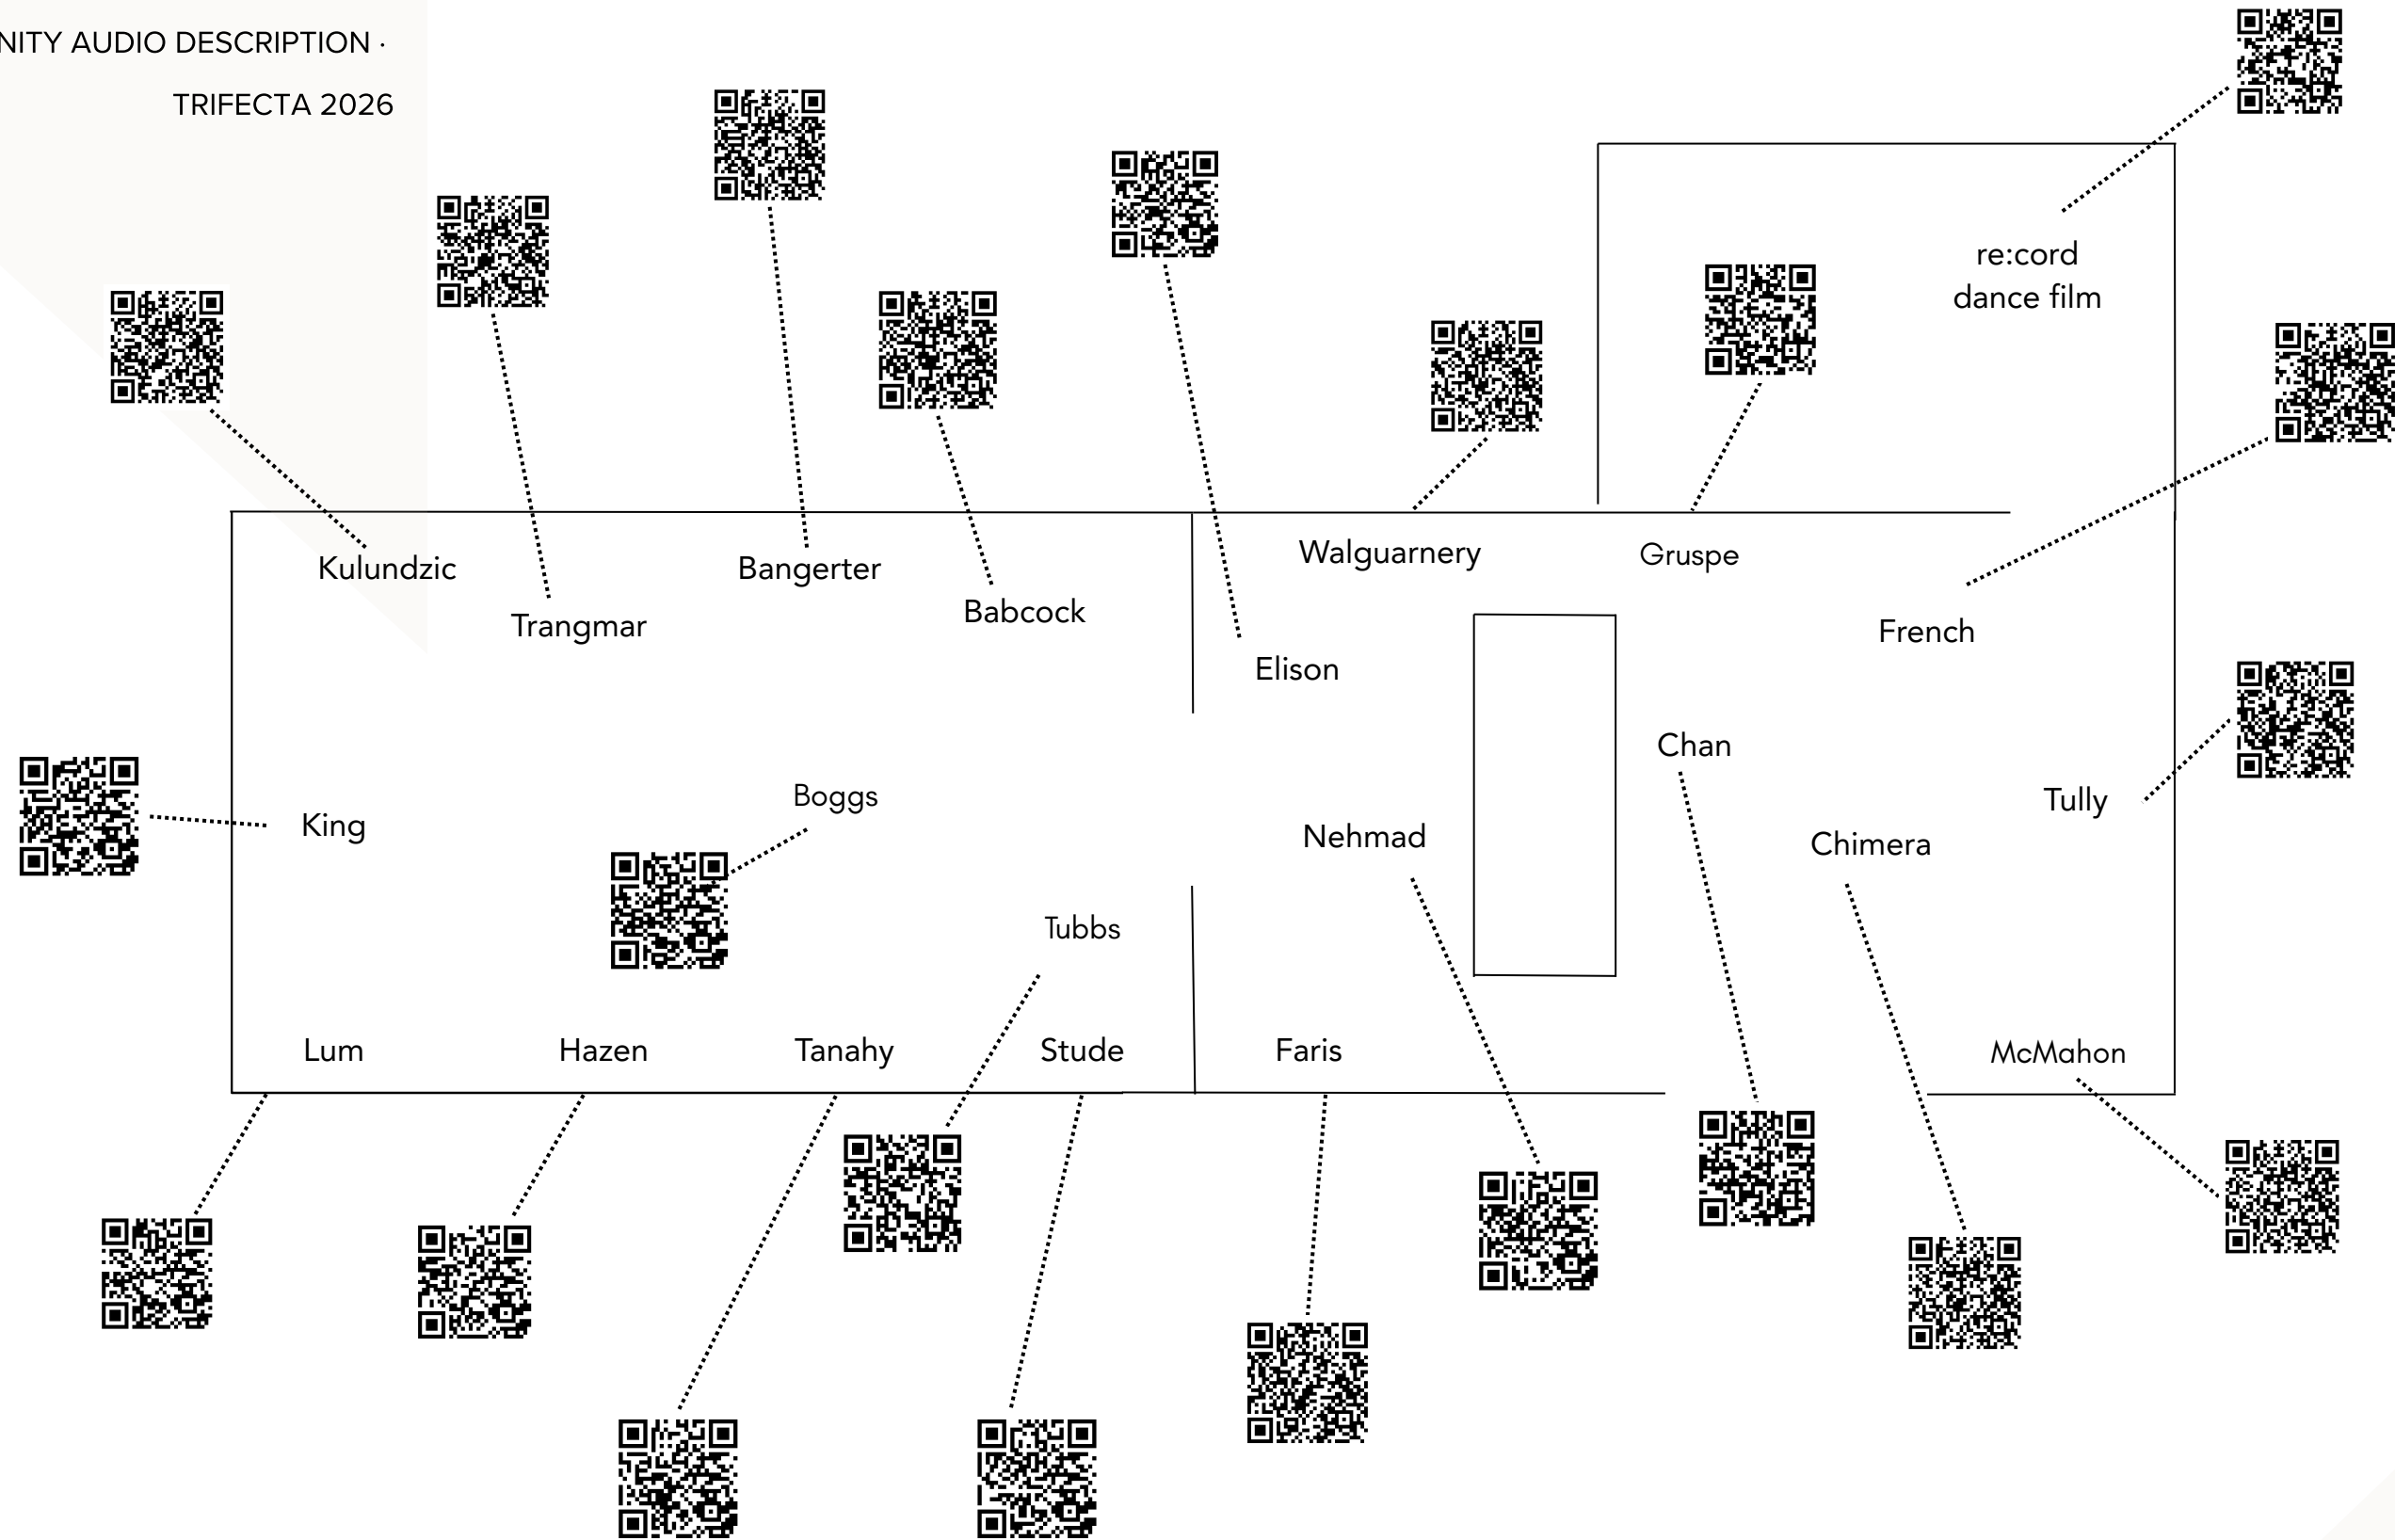 NITY AUDIO DESCRIPTION ·
TRIFECTA 2026
re:cord
dance film
Kulundzic
Trangmar
Bangerter
Babcock
Elison
Walguarnery
Gruspe
French
King
Boggs
Tubbs
Nehmad
Chan
Chimera
Tully
Lum
Hazen
Tanahy
Stude
Faris
McMahon